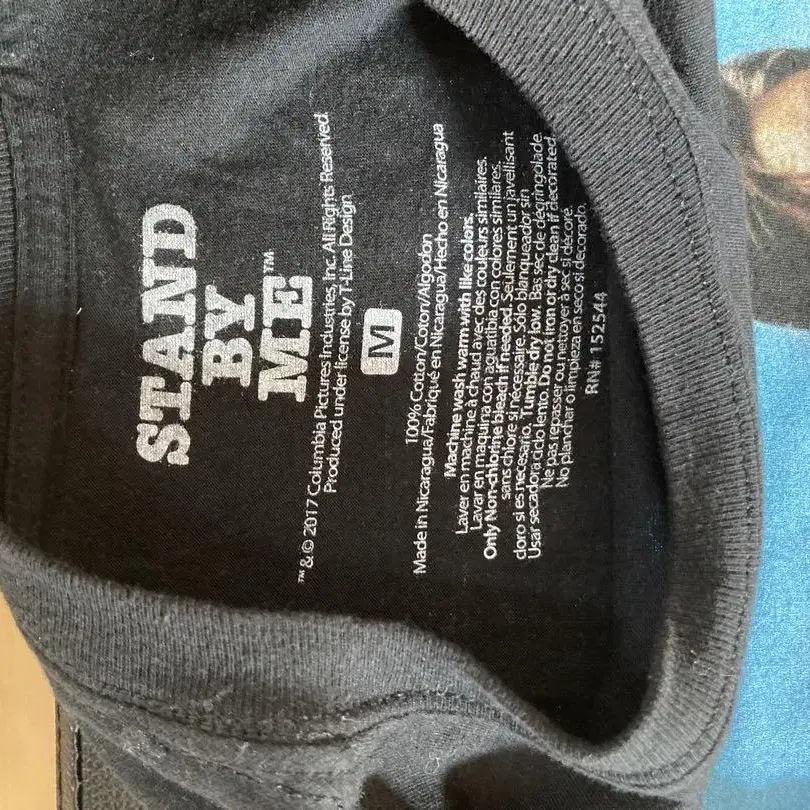 STAND
BY
ME™
™ & © 2017 Columbia Pictures Industries, Inc. All Rights Reserved.
Produced under license by T-Line Design
M
100% Cotton/Coton/Algodon
Made in Nicaragua/Fabriqué en Nicaragua/Hecho en Nicaragua
Machine wash warm with like colors.
Laver en machine à chaud avec des couleurs similaires.
Lavar en maquina con aguatibia con colores similares.
Only Non-chlorine bleach if needed. Seulement un javellisant
sans chlore si nécessaire. Solo blanqueador sin
cloro si es necesario. Tumble dry low. Bas sec de dégringolade.
Usar secadora ciclo lento. Do not iron or dry clean if decorated.
Ne pas repasser ou nettoyer à sec si décoré.
No planchar o limpieza en seco si decorado.
RN# 152544